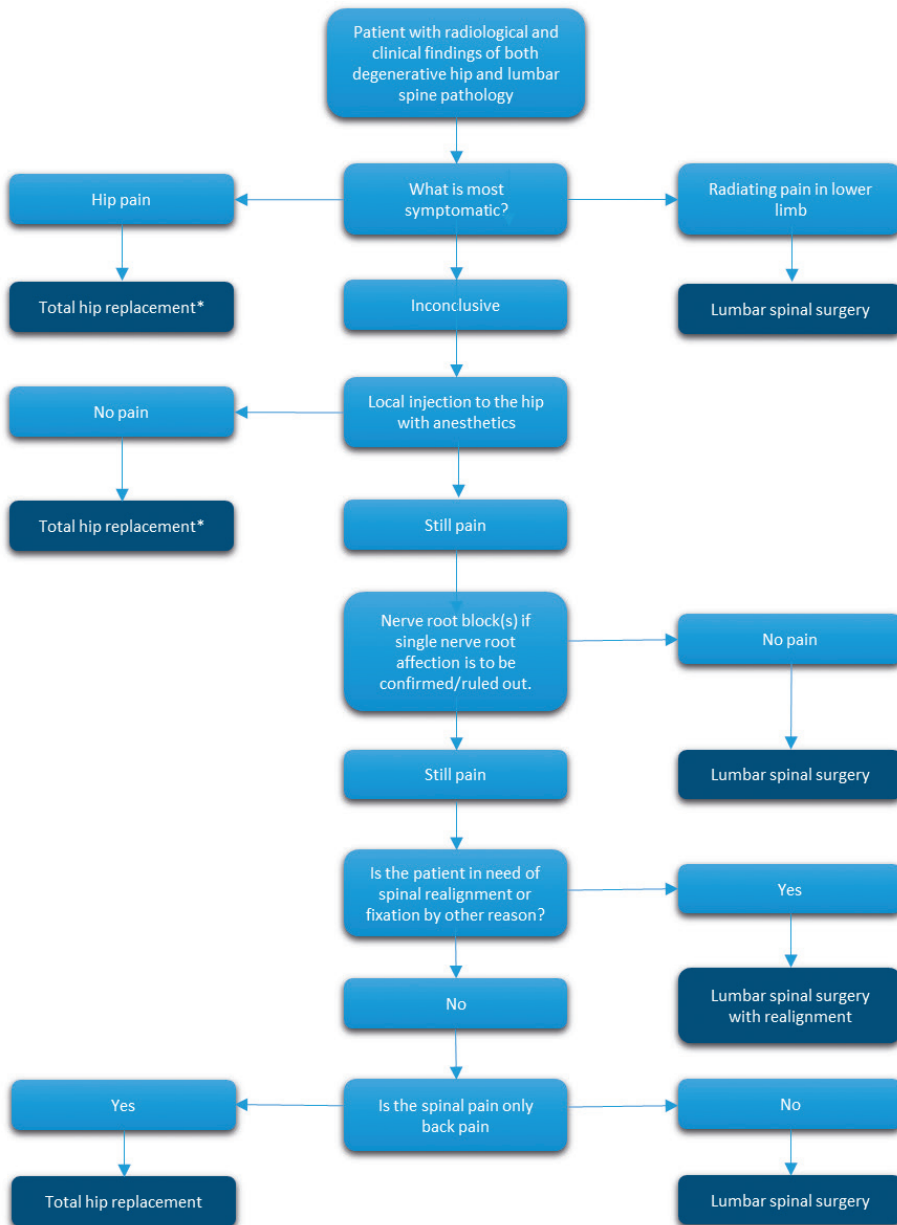 Patient with radiological and
clinical findings of both
degenerative hip and lumbar
spine pathology
Hip pain
What is most
symptomatic?
Radiating pain in lower
limb
Total hip replacement*
Inconclusive
Lumbar spinal surgery
No pain
Local injection to the hip
with anesthetics
Total hip replacement*
Still pain
Nerve root block(s) if
single nerve root
affection is to be
confirmed/ruled out.
No pain
Still pain
Lumbar spinal surgery
Is the patient in need of
spinal realignment or
fixation by other reason?
Yes
No
Lumbar spinal surgery
with realignment
Yes
Is the spinal pain only
back pain
No
Total hip replacement
Lumbar spinal surgery